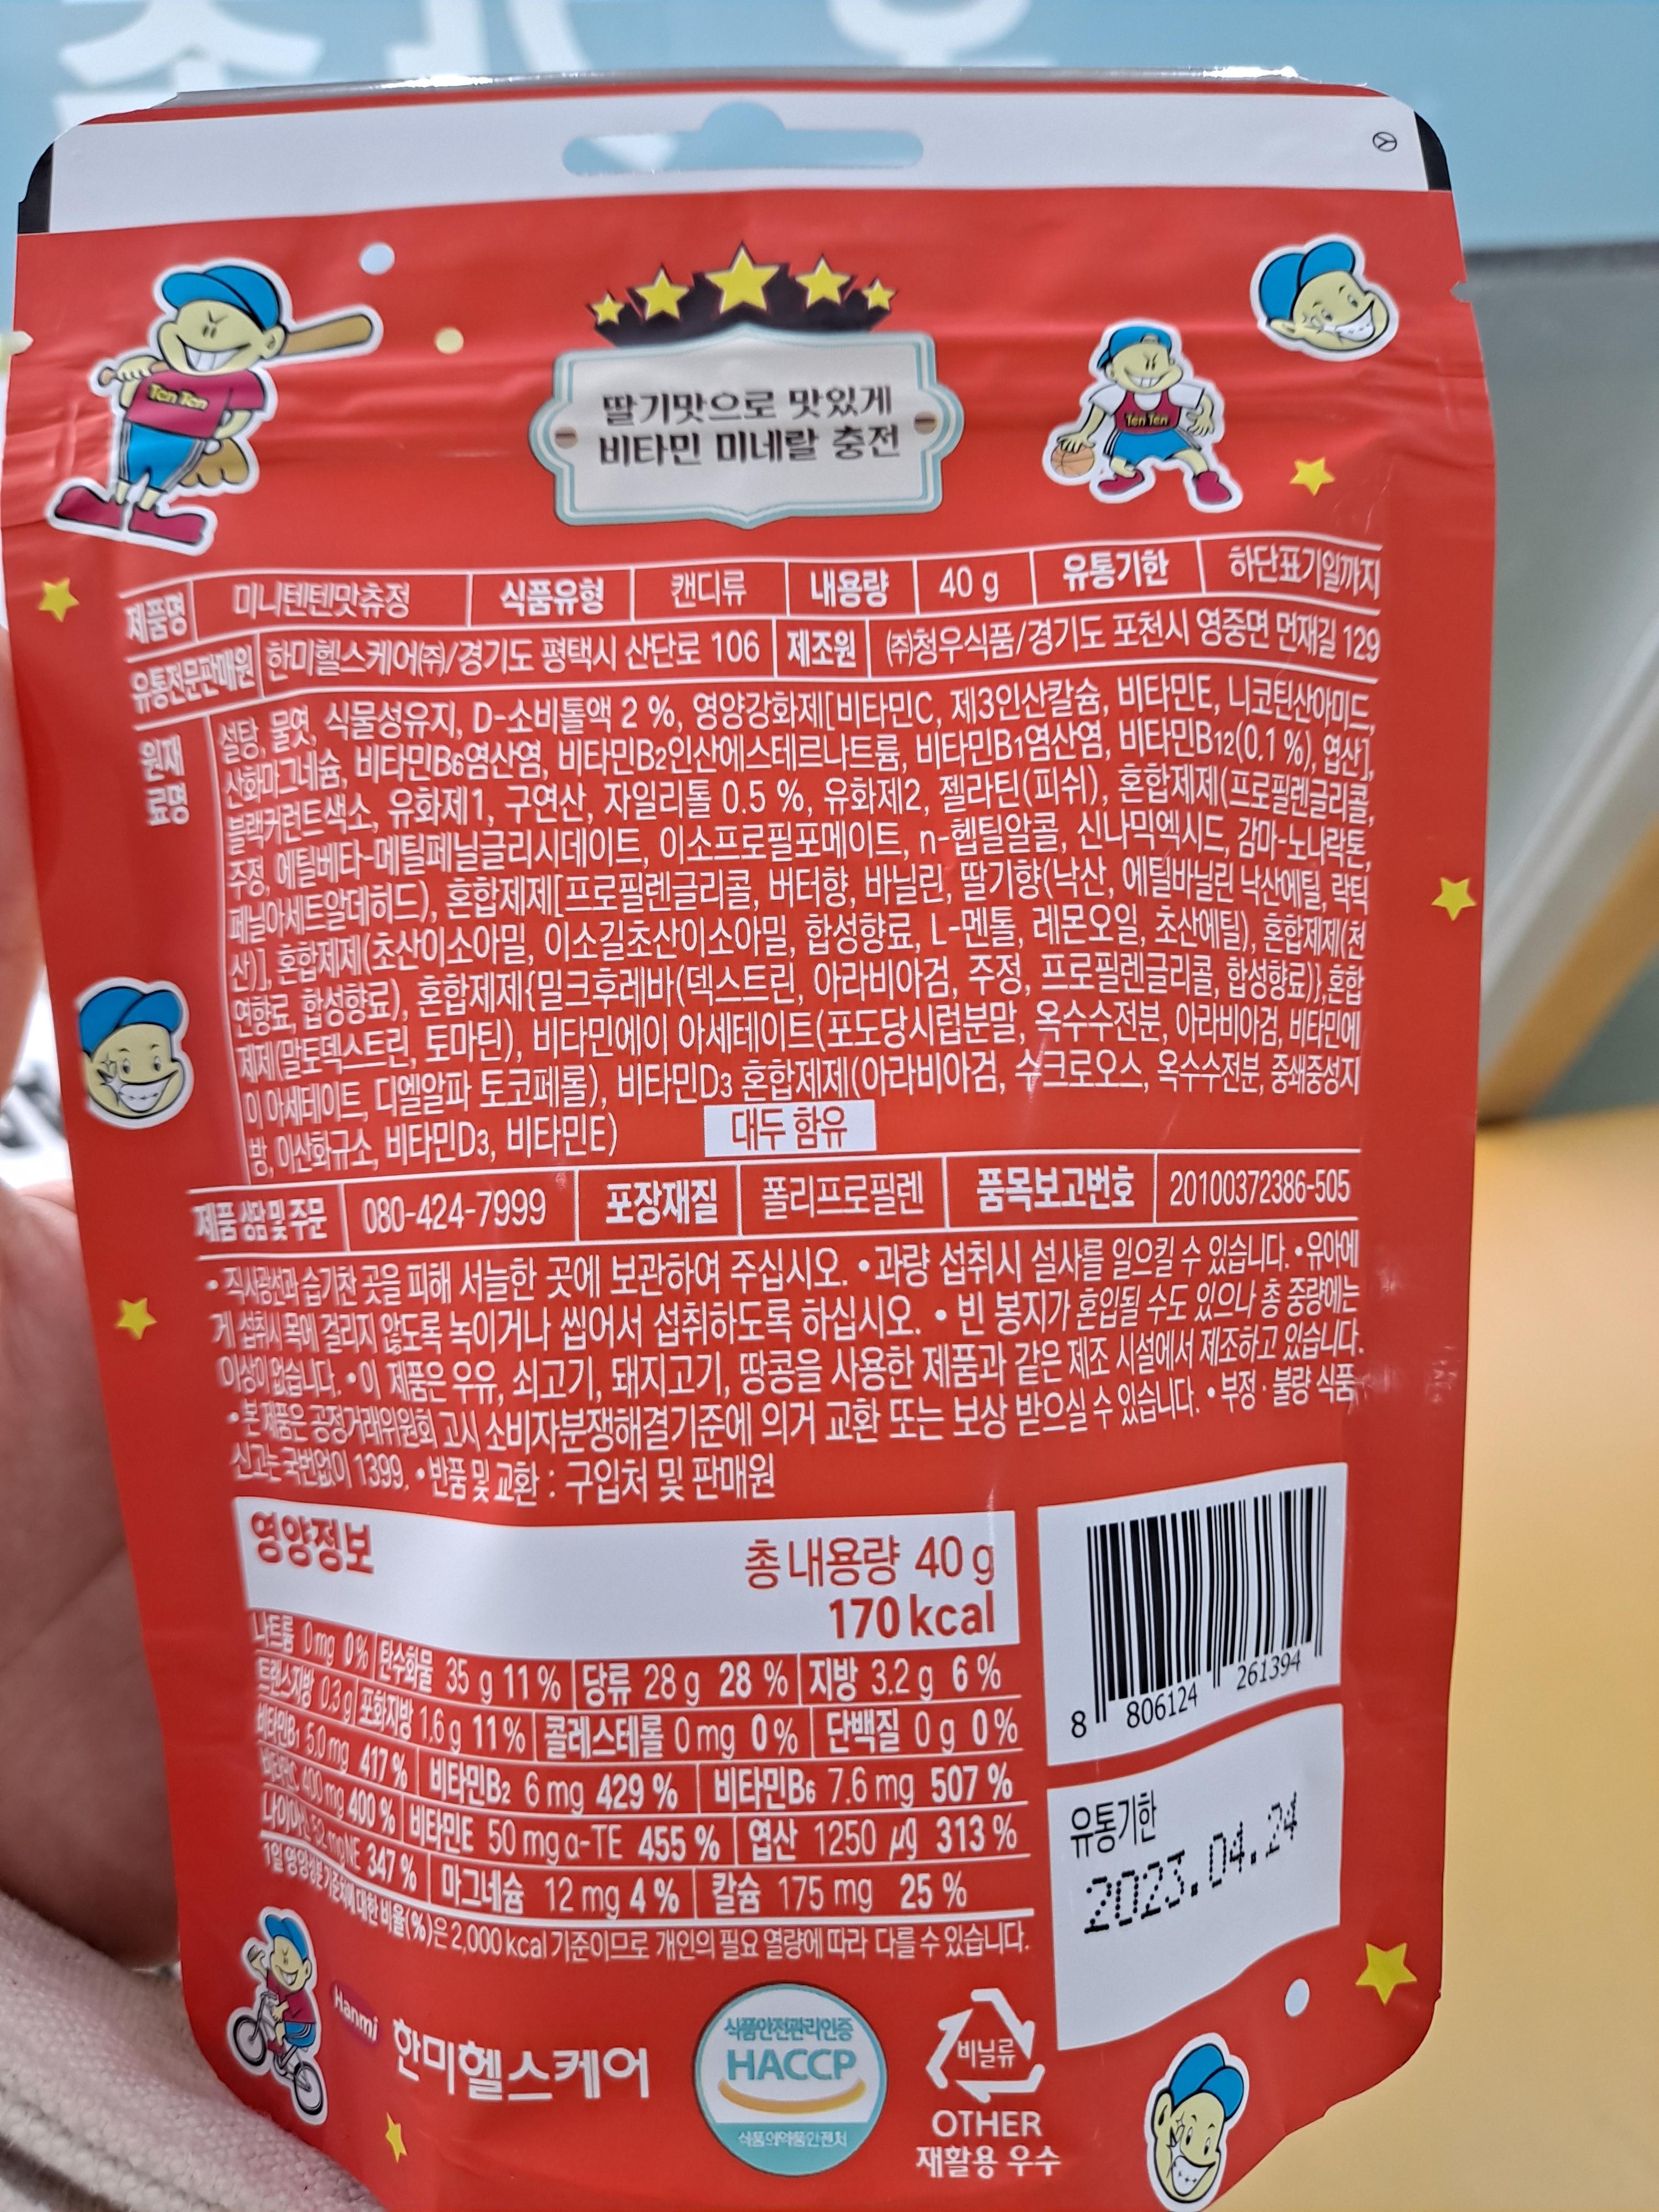 Ten Ten
딸기맛으로 맛있게
비타민 미네랄 충전
Ten Ten
제품명 미니텐텐맛츄정 식품유형 캔디류 내용량 40 g 유통기한 하단표기일까지
유통전문판매원 한미헬스케어㈜/경기도 평택시 산단로 106 제조원 ㈜청우식품/경기도 포천시 영중면 먼재길 129
원재료명 설탕, 물엿, 식물성유지, D-소비톨액 2 %, 영양강화제[비타민C, 제3인산칼슘, 비타민E, 니코틴산아미드,
산화마그네슘, 비타민B6염산염, 비타민B2인산에스테르나트륨, 비타민B1염산염, 비타민B12(0.1 %), 엽산],
블랙커런트색소, 유화제1, 구연산, 자일리톨 0.5 %, 유화제2, 젤라틴(피쉬), 혼합제제(프로필렌글리콜,
주정, 에틸베타-메틸페닐글리시데이트, 이소프로필포메이트, n-헵틸알콜, 신나믹엑시드, 감마-노나락톤,
페닐아세트알데히드), 혼합제제[프로필렌글리콜, 버터향, 바닐린, 딸기향(낙산, 에틸바닐린 낙산에틸, 락틱
산)], 혼합제제(초산이소아밀, 이소길초산이소아밀, 합성향료, L-멘톨, 레몬오일, 초산에틸), 혼합제제(천
연향료, 합성향료), 혼합제제{밀크후레바(덱스트린, 아라비아검, 주정, 프로필렌글리콜, 합성향료)},혼합
제제(말토덱스트린, 토마틴), 비타민에이 아세테이트(포도당시럽분말, 옥수수전분, 아라비아검, 비타민에
이 아세테이트, 디엘알파 토코페롤), 비타민D3 혼합제제(아라비아검, 수크로오스, 옥수수전분, 중쇄중성지
방, 이산화규소, 비타민D3, 비타민E) 대두 함유
제품 상담 및 주문 080-424-7999 포장재질 폴리프로필렌 품목보고번호 20100372386-505
• 직사광선과 습기찬 곳을 피해 서늘한 곳에 보관하여 주십시오. • 과량 섭취시 설사를 일으킬 수 있습니다. • 유아에
게 섭취시 목에 걸리지 않도록 녹이거나 씹어서 섭취하도록 하십시오. • 빈 봉지가 혼입될 수도 있으나 총 중량에는
이상이 없습니다. • 이 제품은 우유, 쇠고기, 돼지고기, 땅콩을 사용한 제품과 같은 제조 시설에서 제조하고 있습니다.
• 본 제품은 공정거래위원회 고시 소비자분쟁해결기준에 의거 교환 또는 보상 받으실 수 있습니다. • 부정·불량 식품
신고는 국번없이 1399. • 반품 및 교환 : 구입처 및 판매원
영양정보 총 내용량 40 g
170 kcal
나트륨 0 mg 0% 탄수화물 35 g 11 % 당류 28 g 28 % 지방 3.2 g 6 %
트랜스지방 0.3 g 포화지방 1.6 g 11 % 콜레스테롤 0 mg 0 % 단백질 0 g 0 %
비타민B1 5.0 mg 417 % 비타민B2 6 mg 429 % 비타민B6 7.6 mg 507 %
비타민C 400 mg 400 % 비타민E 50 mg α-TE 455 % 엽산 1250 μg 313 %
나이아신 52 mgNE 347 % 마그네슘 12 mg 4 % 칼슘 175 mg 25 %
1일 영양성분 기준치에 대한 비율(%)은 2,000 kcal 기준이므로 개인의 필요 열량에 따라 다를 수 있습니다.
8 806124 261394
유통기한
2023.04.24
Hanmi 한미헬스케어
식품안전관리인증
HACCP
식품의약품안전처
비닐류
OTHER
재활용 우수